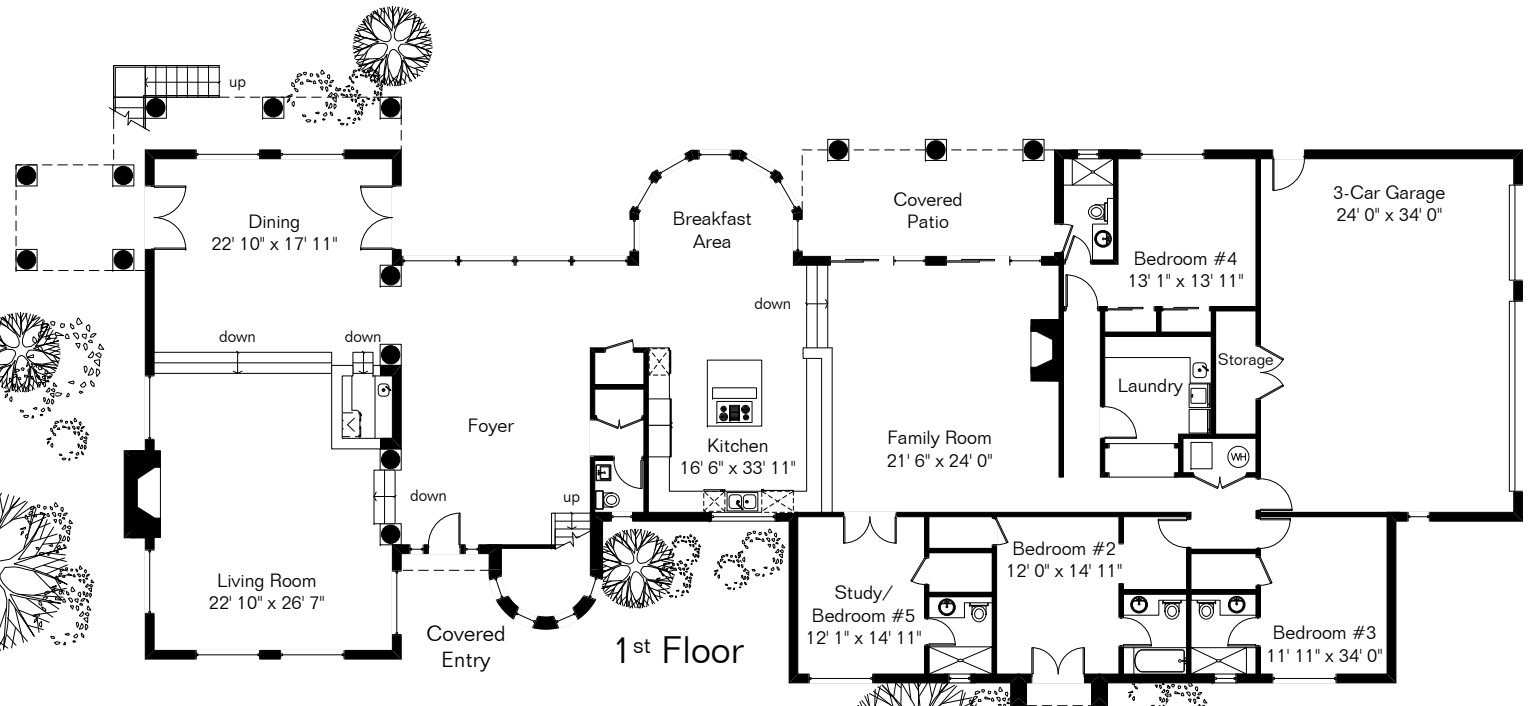 up
Dining
22' 10" x 17' 11"
Breakfast
Area
Covered
Patio
3-Car Garage
24' 0" x 34' 0"
Bedroom #4
13' 1" x 13' 11"
down
down
down
Storage
Laundry
Foyer
Kitchen
16' 6" x 33' 11"
Family Room
21' 6" x 24' 0"
WH
down
up
Living Room
22' 10" x 26' 7"
Covered
Entry
1st Floor
Study/
Bedroom #5
12' 1" x 14' 11"
Bedroom #2
12' 0" x 14' 11"
Bedroom #3
11' 11" x 34' 0"